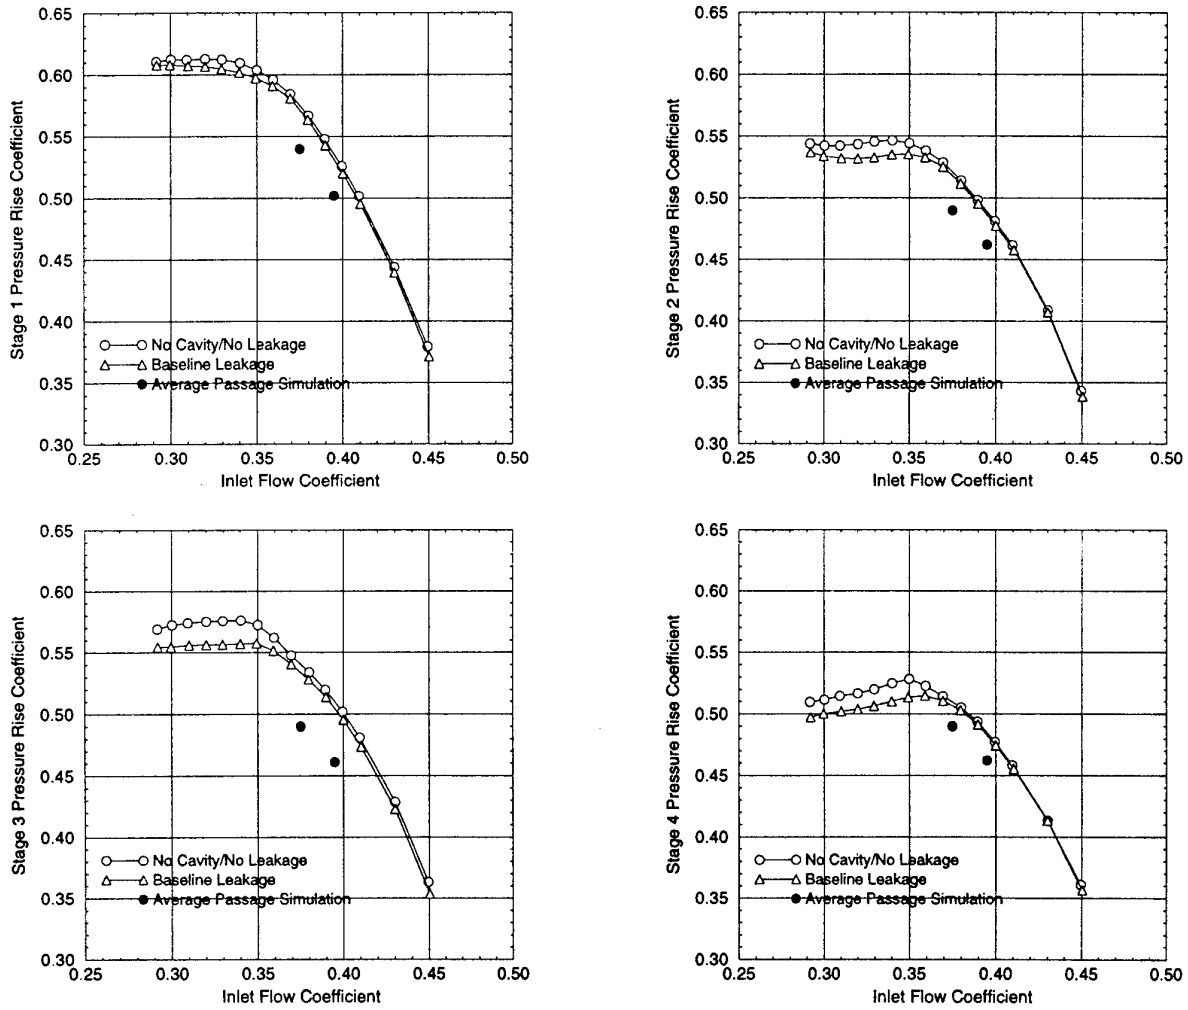 0.65
0.60
0.55
0.50
0.45
0.40
0.35
0.30
Stage 1 Pressure Rise Coefficient
No Cavity/No Leakage
Baseline Leakage
Average Passage Simulation
0.25 0.30 0.35 0.40 0.45 0.50
Inlet Flow Coefficient
0.65
0.60
0.55
0.50
0.45
0.40
0.35
0.30
Stage 2 Pressure Rise Coefficient
No Cavity/No Leakage
Baseline Leakage
Average Passage Simulation
0.25 0.30 0.35 0.40 0.45 0.50
Inlet Flow Coefficient
0.65
0.60
0.55
0.50
0.45
0.40
0.35
0.30
Stage 3 Pressure Rise Coefficient
No Cavity/No Leakage
Baseline Leakage
Average Passage Simulation
0.25 0.30 0.35 0.40 0.45 0.50
Inlet Flow Coefficient
0.65
0.60
0.55
0.50
0.45
0.40
0.35
0.30
Stage 4 Pressure Rise Coefficient
No Cavity/No Leakage
Baseline Leakage
Average Passage Simulation
0.25 0.30 0.35 0.40 0.45 0.50
Inlet Flow Coefficient